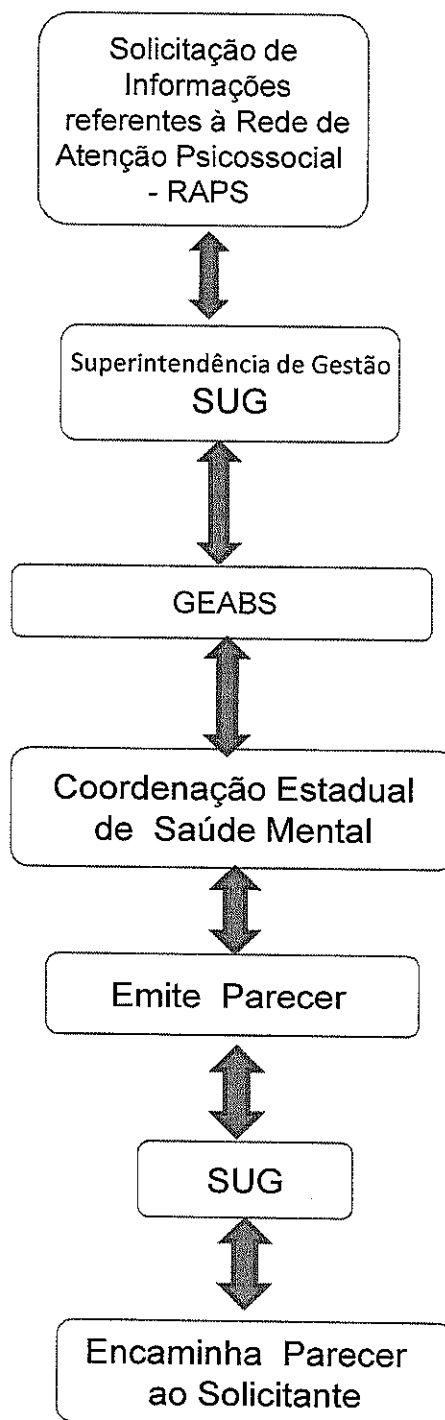 Solicitação de
Informações
referentes à Rede de
Atenção Psicossocial
- RAPS
Superintendência de Gestão
SUG
GEABS
Coordenação Estadual
de Saúde Mental
Emite Parecer
SUG
Encaminha Parecer
ao Solicitante